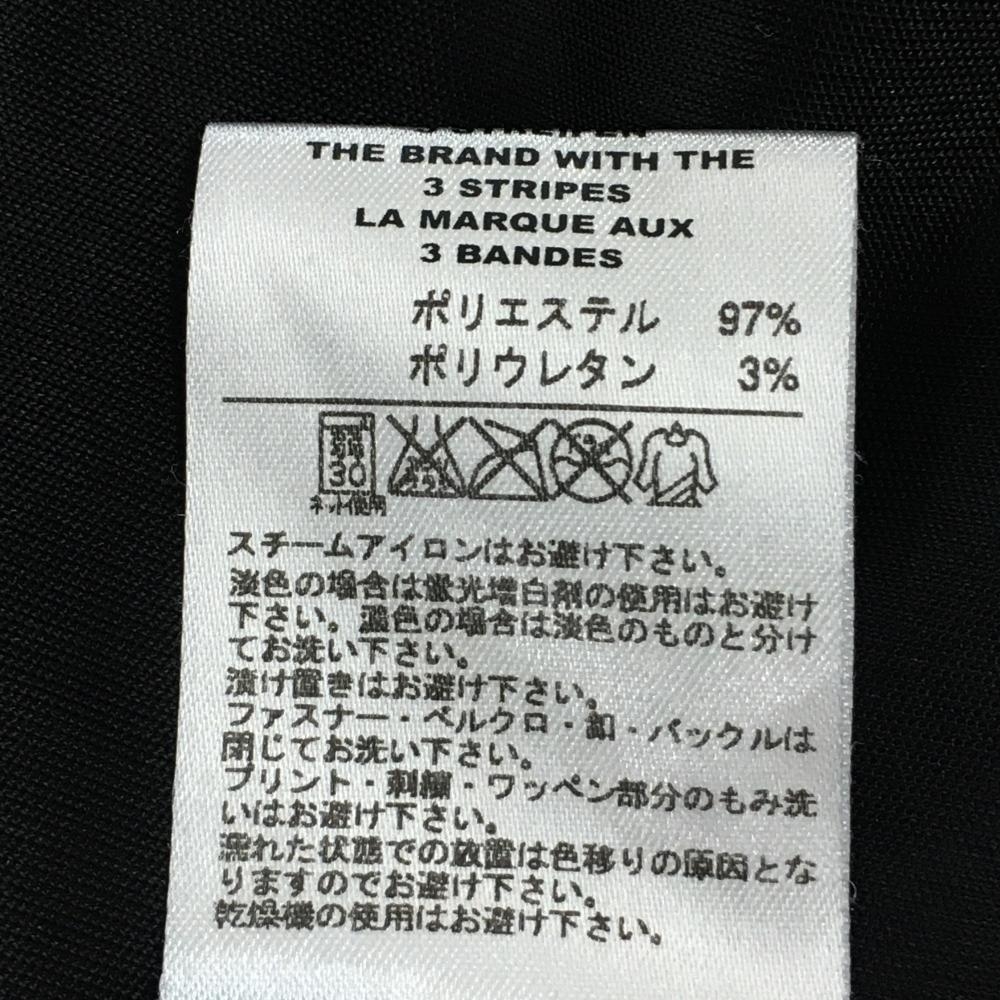 THE BRAND WITH THE
3 STRIPES
LA MARQUE AUX
3 BANDES
ポリエステル 97%
ポリウレタン 3%
30
ネット使用
スチームアイロンはお避け下さい。
淡色の場合は蛍光増白剤の使用はお避け
下さい。濃色の場合は淡色のものと分け
てお洗い下さい。
漬け置きはお避け下さい。
ファスナー・ベルクロ・釦・バックルは
閉じてお洗い下さい。
プリント・刺繍・ワッペン部分のもみ洗
いはお避け下さい。
濡れた状態での放置は色移りの原因とな
りますのでお避け下さい。
乾燥機の使用はお避け下さい。